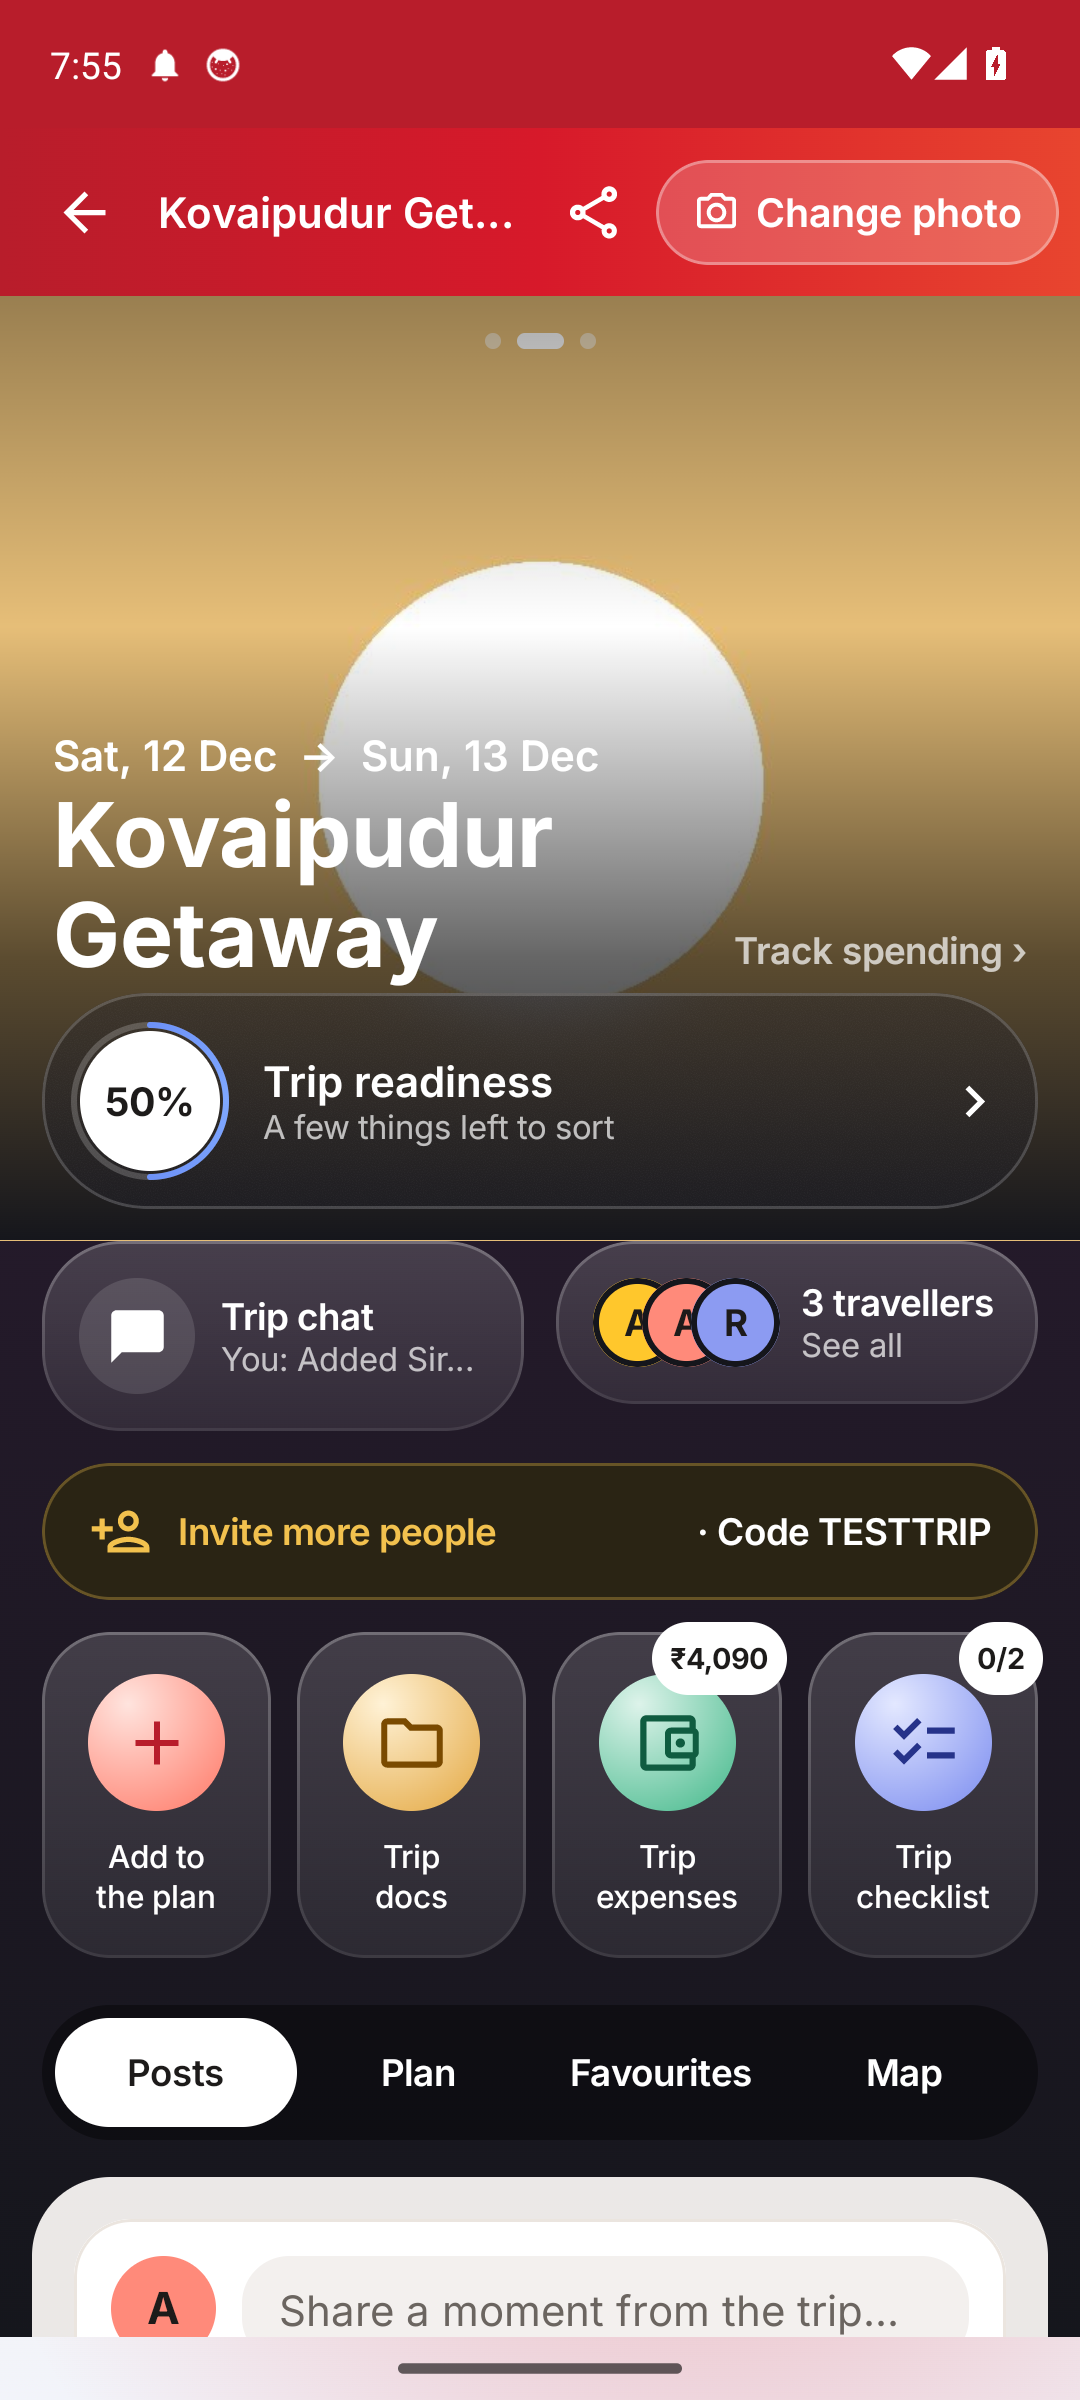 7:55
Kovaipudur Get...
Change photo
Sat, 12 Dec → Sun, 13 Dec
Kovaipudur
Getaway
Track spending ›
50%
Trip readiness
A few things left to sort
Trip chat
You: Added Sir...
A A R
3 travellers
See all
Invite more people
· Code TESTTRIP
₹4,090
0/2
Add to
the plan
Trip
docs
Trip
expenses
Trip
checklist
Posts
Plan
Favourites
Map
A
Share a moment from the trip...